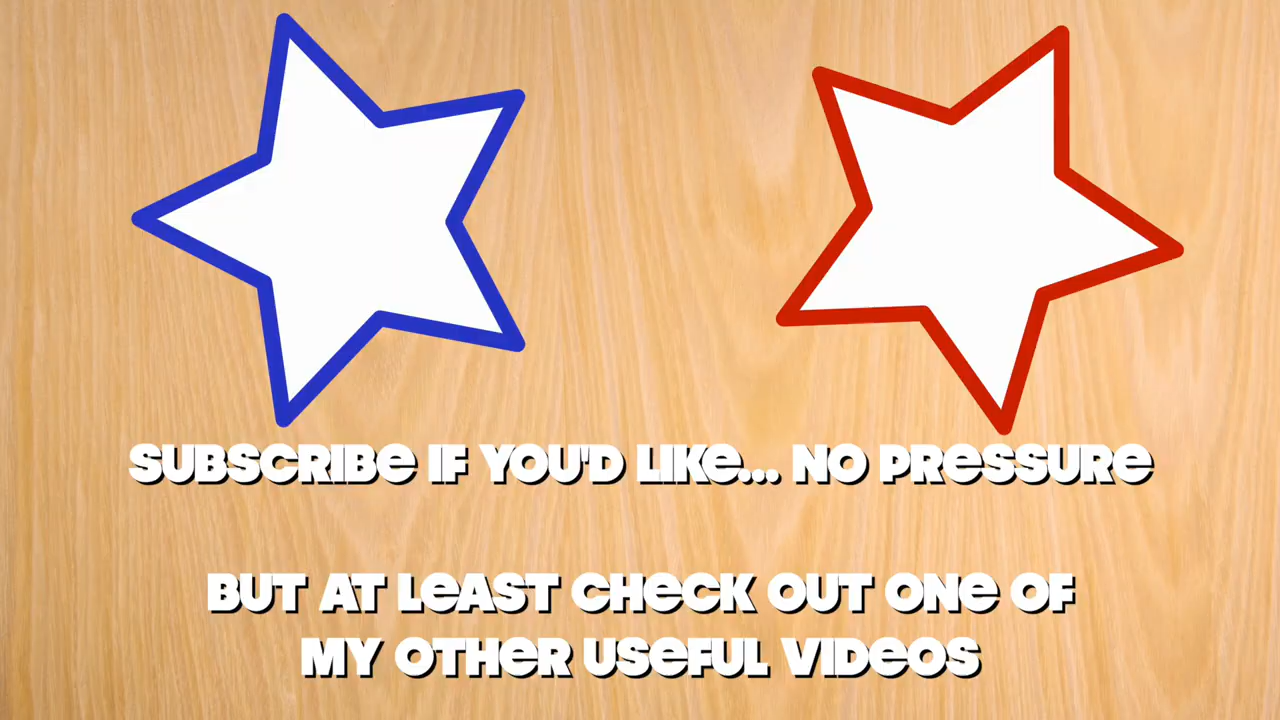 SUBSCRIBE IF YOU'D LIKE... NO PRESSURE
BUT AT LEAST CHECK OUT ONE OF
MY OTHER USEFUL VIDEOS